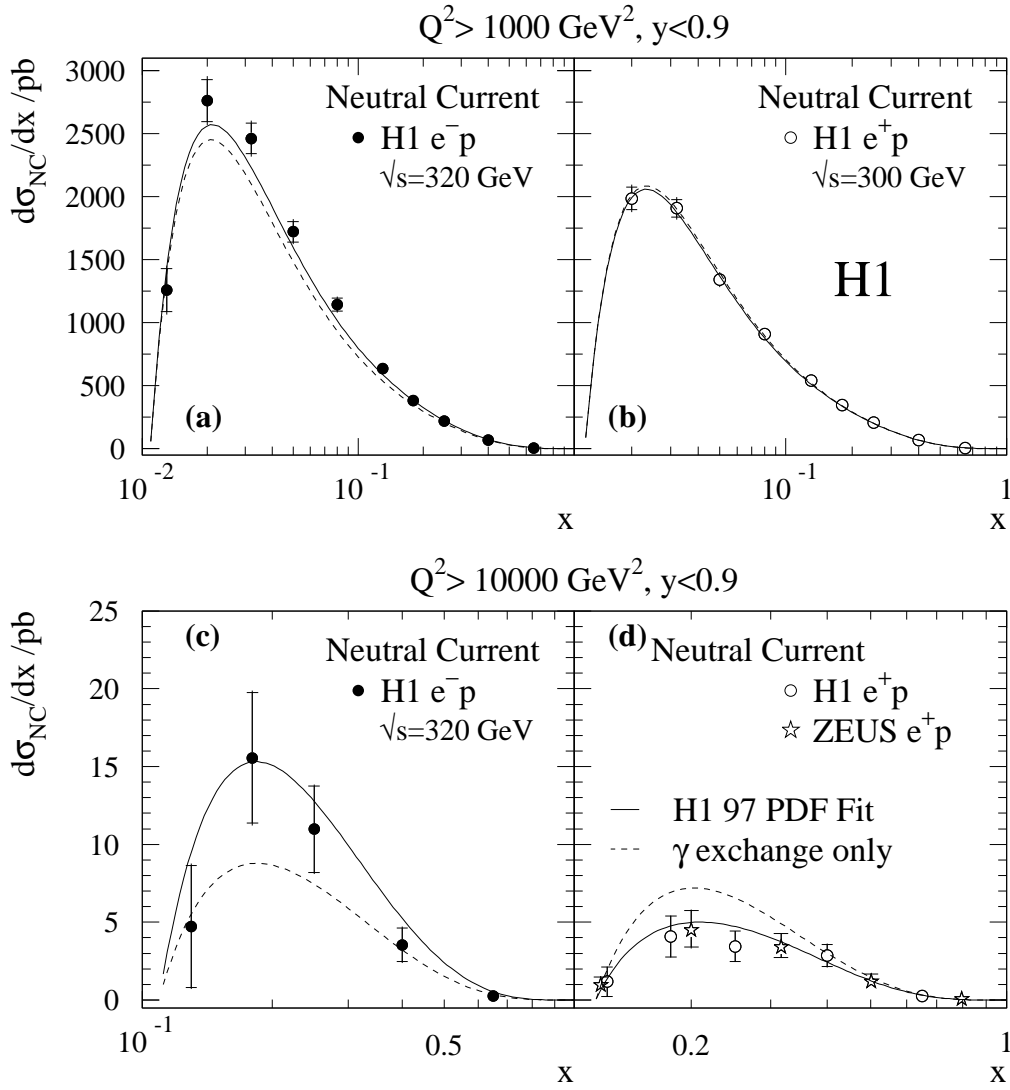 Q²> 1000 GeV², y<0.9
dσNC/dx /pb
3000
2500
2000
1500
1000
500
0
Neutral Current
H1 e⁻p
√s=320 GeV
(a)
10⁻²
10⁻¹
x
Neutral Current
H1 e⁺p
√s=300 GeV
H1
(b)
10⁻¹
1
x
Q²> 10000 GeV², y<0.9
dσNC/dx /pb
25
20
15
10
5
0
(c)
Neutral Current
H1 e⁻p
√s=320 GeV
10⁻¹
0.5
x
(d)
Neutral Current
H1 e⁺p
ZEUS e⁺p
H1 97 PDF Fit
γ exchange only
0.2
1
x